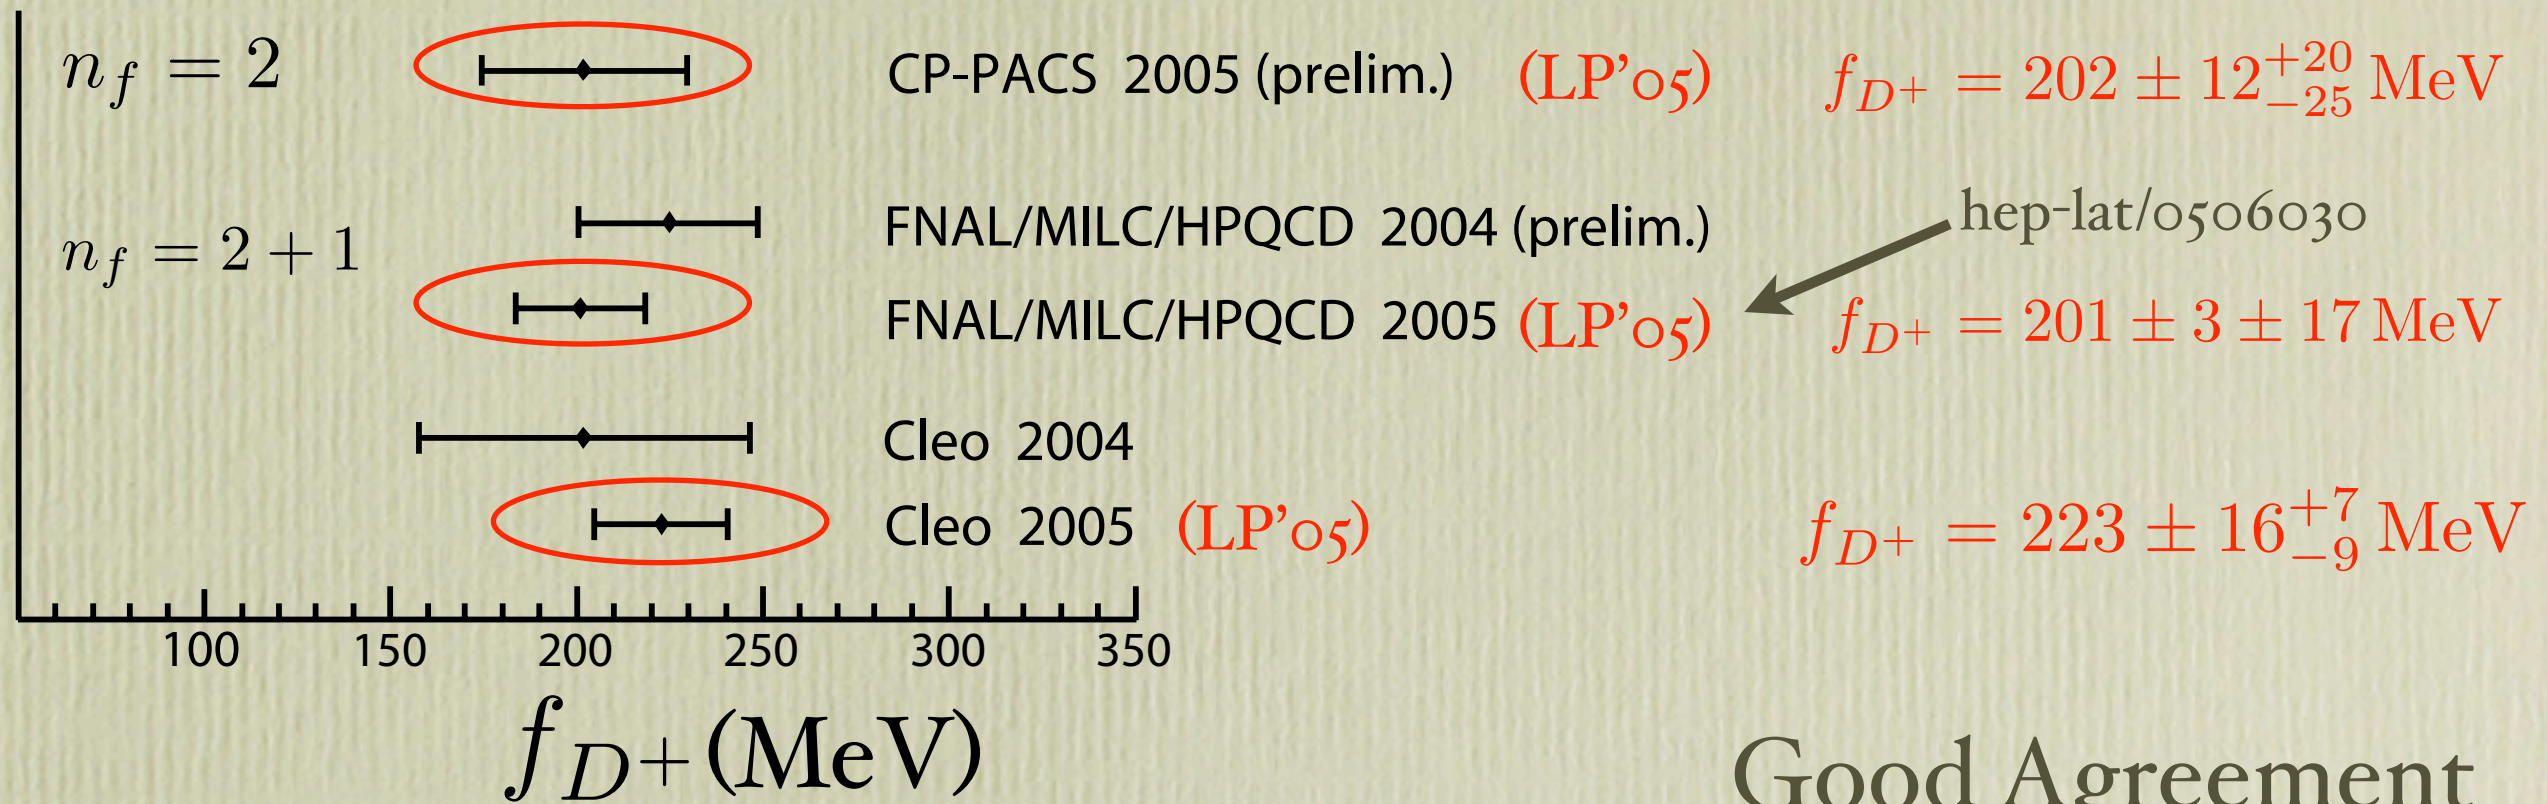 n_f = 2
CP-PACS 2005 (prelim.) (LP'05) f_{D^+} = 202 ± 12^{+20}_{-25} MeV
hep-lat/0506030
n_f = 2 + 1
FNAL/MILC/HPQCD 2004 (prelim.)
FNAL/MILC/HPQCD 2005 (LP'05) f_{D^+} = 201 ± 3 ± 17 MeV
Cleo 2004
Cleo 2005 (LP'05) f_{D^+} = 223 ± 16^{+7}_{-9} MeV
100 150 200 250 300 350
f_{D^+} (MeV)
Good Agreement